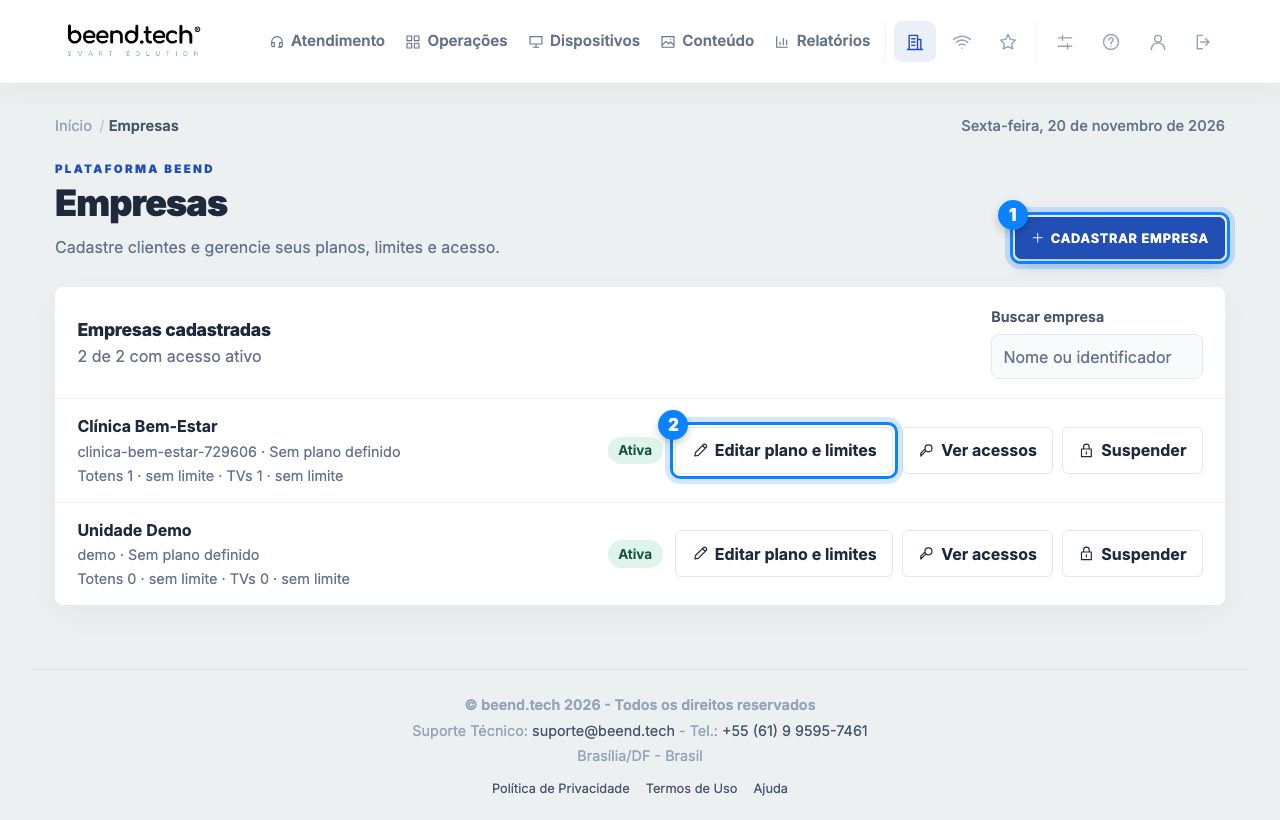 beend.tech®
SMART SOLUTION
Atendimento
Operações
Dispositivos
Conteúdo
Relatórios
Início / Empresas
Sexta-feira, 20 de novembro de 2026
PLATAFORMA BEEND
Empresas
Cadastre clientes e gerencie seus planos, limites e acesso.
1
+ CADASTRAR EMPRESA
Empresas cadastradas
2 de 2 com acesso ativo
Buscar empresa
Nome ou identificador
Clínica Bem-Estar
clinica-bem-estar-729606 · Sem plano definido
Totens 1 · sem limite · TVs 1 · sem limite
Ativa
2
Editar plano e limites
Ver acessos
Suspender
Unidade Demo
demo · Sem plano definido
Totens 0 · sem limite · TVs 0 · sem limite
Ativa
Editar plano e limites
Ver acessos
Suspender
© beend.tech 2026 - Todos os direitos reservados
Suporte Técnico: suporte@beend.tech - Tel.: +55 (61) 9 9595-7461
Brasília/DF - Brasil
Política de Privacidade
Termos de Uso
Ajuda